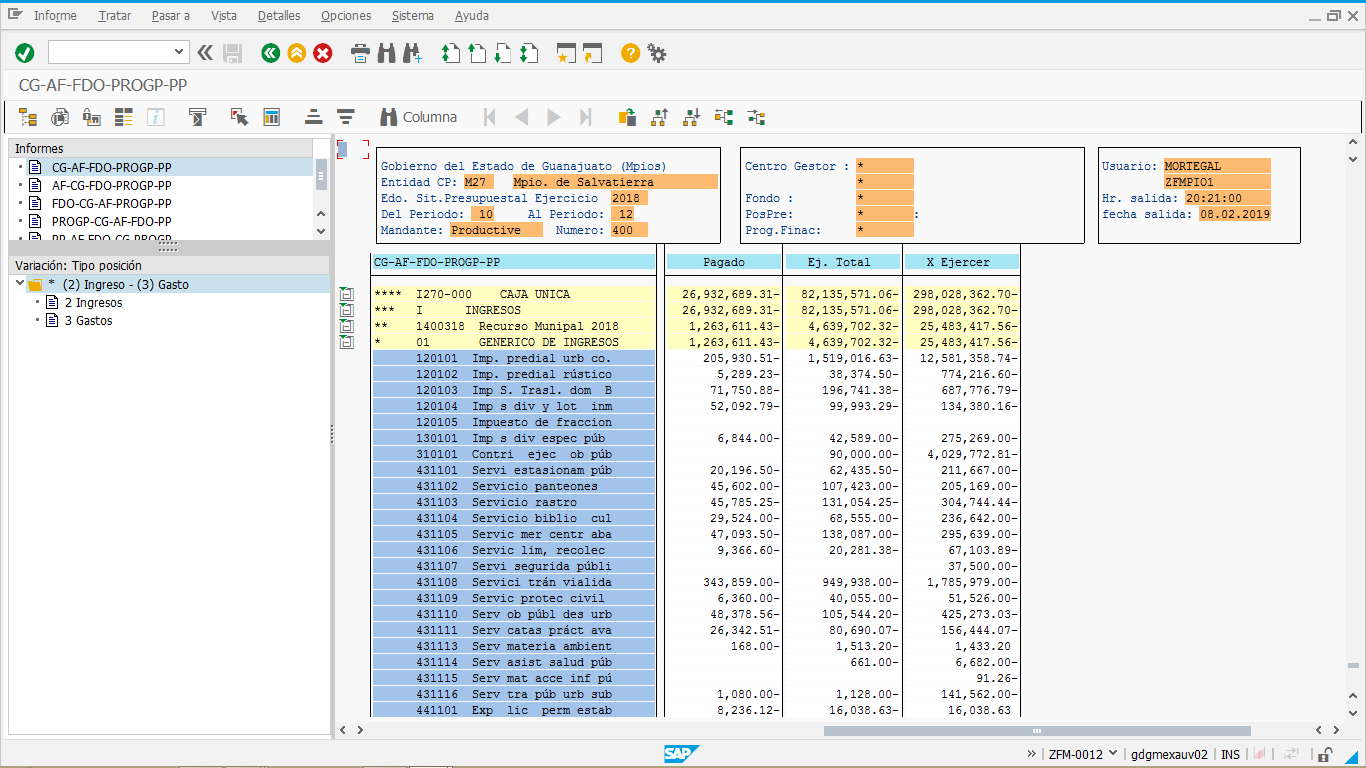 Informe Tratar Pasar a Vista Detalles Opciones Sistema Ayuda
CG-AF-FDO-PROGP-PP
Columna
Informes
CG-AF-FDO-PROGP-PP
AF-CG-FDO-PROGP-PP
FDO-CG-AF-PROGP-PP
PROGP-CG-AF-FDO-PP
PP-AF-FDO-CG-PROGP
Variación: Tipo posición
* (2) Ingreso - (3) Gasto
2 Ingresos
3 Gastos
Gobierno del Estado de Guanajuato (Mpios)
Entidad CP: M27 Mpio. de Salvatierra
Edo. Sit.Presupuestal Ejercicio 2018
Del Periodo: 10 Al Periodo: 12
Mandante: Productive Numero: 400
Centro Gestor : *
*
Fondo : *
PosPre: * :
Prog.Finac: *
Usuario: MORTEGAL
ZFMPIO1
Hr. salida: 20:21:00
fecha salida: 08.02.2019
CG-AF-FDO-PROGP-PP Pagado Ej. Total X Ejercer
**** I270-000 CAJA UNICA 26,932,689.31- 82,135,571.06- 298,028,362.70-
*** I INGRESOS 26,932,689.31- 82,135,571.06- 298,028,362.70-
** 1400318 Recurso Munipal 2018 1,263,611.43- 4,639,702.32- 25,483,417.56-
* 01 GENERICO DE INGRESOS 1,263,611.43- 4,639,702.32- 25,483,417.56-
120101 Imp. predial urb co. 205,930.51- 1,519,016.63- 12,581,358.74-
120102 Imp. predial rústico 5,289.23- 38,374.50- 774,216.60-
120103 Imp S. Trasl. dom B 71,750.88- 196,741.38- 687,776.79-
120104 Imp s div y lot inm 52,092.79- 99,993.29- 134,380.16-
120105 Impuesto de fraccion
130101 Imp s div espec púb 6,844.00- 42,589.00- 275,269.00-
310101 Contri ejec ob púb 90,000.00- 4,029,772.81-
431101 Servi estasionam púb 20,196.50- 62,435.50- 211,667.00-
431102 Servicio panteones 45,602.00- 107,423.00- 205,169.00-
431103 Servicio rastro 45,785.25- 131,054.25- 304,744.44-
431104 Servicio biblio cul 29,524.00- 68,555.00- 236,642.00-
431105 Servic mer centr aba 47,093.50- 138,087.00- 295,639.00-
431106 Servic lim, recolec 9,366.60- 20,281.38- 67,103.89-
431107 Servi segurida públi 37,500.00-
431108 Servici trán vialida 343,859.00- 949,938.00- 1,785,979.00-
431109 Servic protec civil 6,360.00- 40,055.00- 51,526.00-
431110 Serv ob públ des urb 48,378.56- 105,544.20- 425,273.03-
431111 Serv catas práct ava 26,342.51- 80,690.07- 156,444.07-
431113 Serv materia ambient 168.00- 1,513.20- 1,433.20
431114 Serv asist salud púb 661.00- 6,682.00-
431115 Serv mat acce inf pú 91.26-
431116 Serv tra púb urb sub 1,080.00- 1,128.00- 141,562.00-
441101 Exp lic perm estab 8,236.12- 16,038.63- 16,038.63
SAP
ZFM-0012 gdgmexauv02 INS